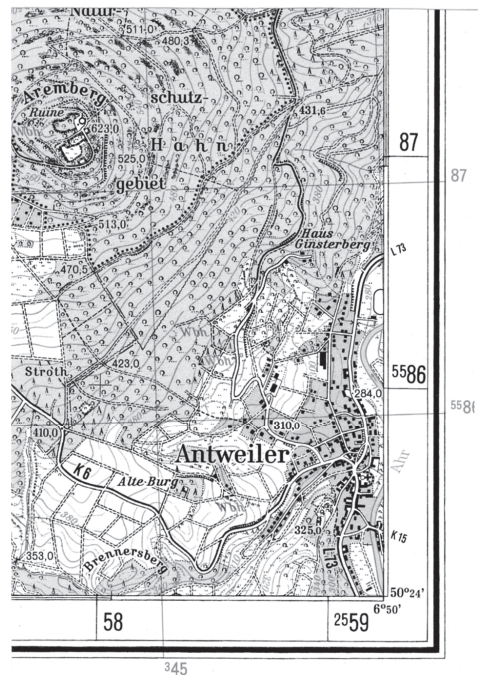 Natur-
511,0
480,3
Aremberg
schutz-
Ruine
623,0
431,6
Hahn
525,0
87
gebiet
87
513,0
Haus
Ginsterberg
L 73
470,5
Wbh.
Stroth
423,0
5586
284,0
5586
410,0
310,0
Antweiler
Ahr
K6
Alte-Burg
Wbh.
325,0
K 15
353,0
Brennersberg
L73
50°24'
6°50'
58
2559
345